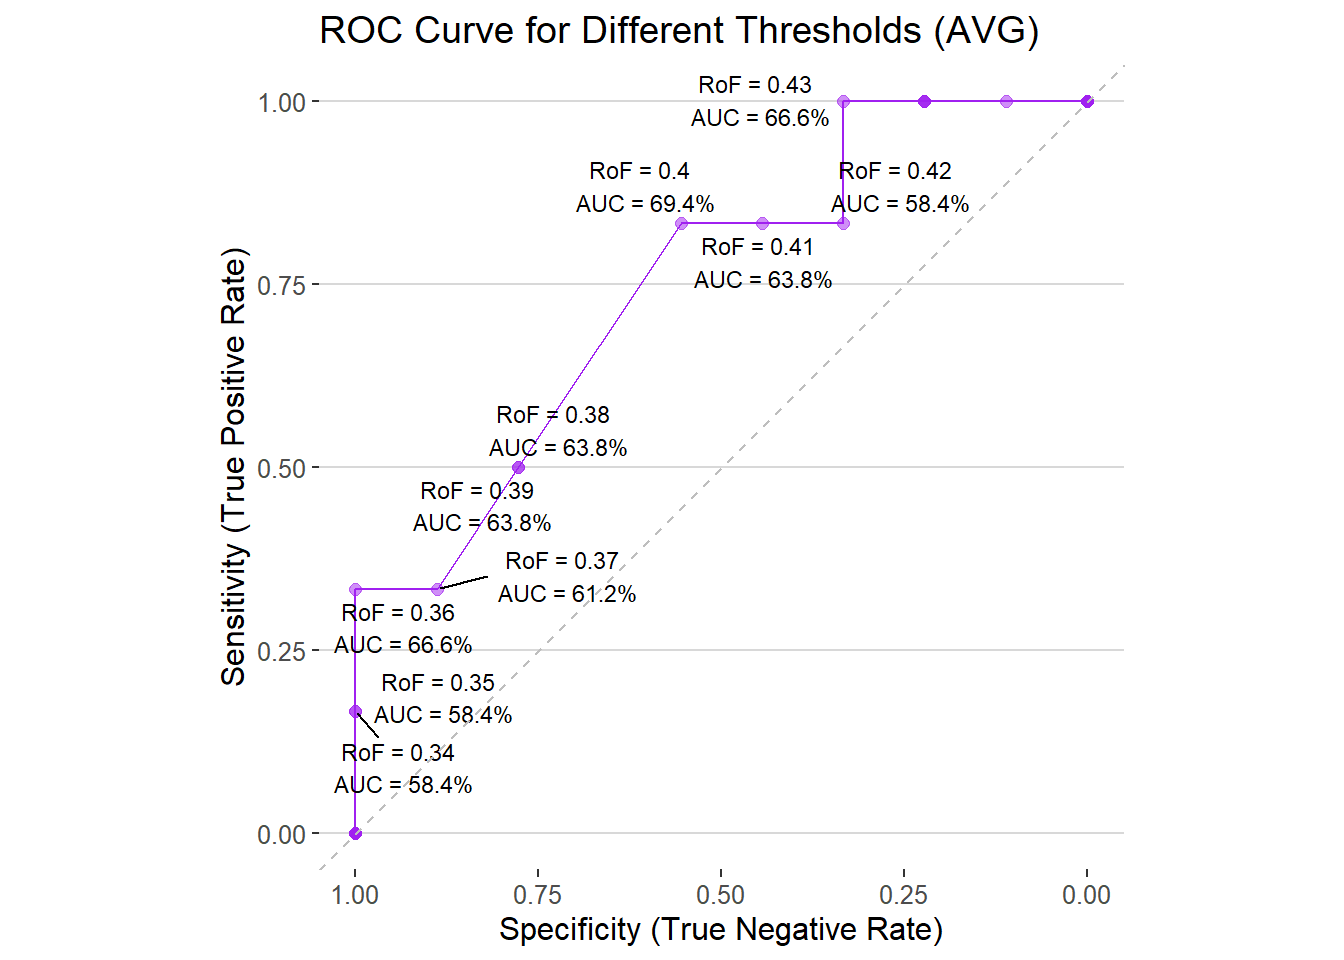 ROC Curve for Different Thresholds (AVG)
RoF = 0.43
AUC = 66.6%
RoF = 0.4
AUC = 69.4%
RoF = 0.42
AUC = 58.4%
RoF = 0.41
AUC = 63.8%
RoF = 0.38
AUC = 63.8%
RoF = 0.39
AUC = 63.8%
RoF = 0.37
AUC = 61.2%
RoF = 0.36
AUC = 66.6%
RoF = 0.35
AUC = 58.4%
RoF = 0.34
AUC = 58.4%
Sensitivity (True Positive Rate)
1.00
0.75
0.50
0.25
0.00
1.00
0.75
0.50
0.25
0.00
Specificity (True Negative Rate)